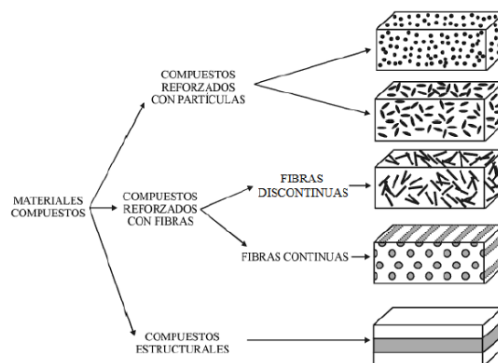 COMPUESTOS
REFORZADOS
CON PARTÍCULAS
MATERIALES
COMPUESTOS
COMPUESTOS
REFORZADOS
CON FIBRAS
FIBRAS
DISCONTINUAS
FIBRAS CONTINUAS
COMPUESTOS
ESTRUCTURALES